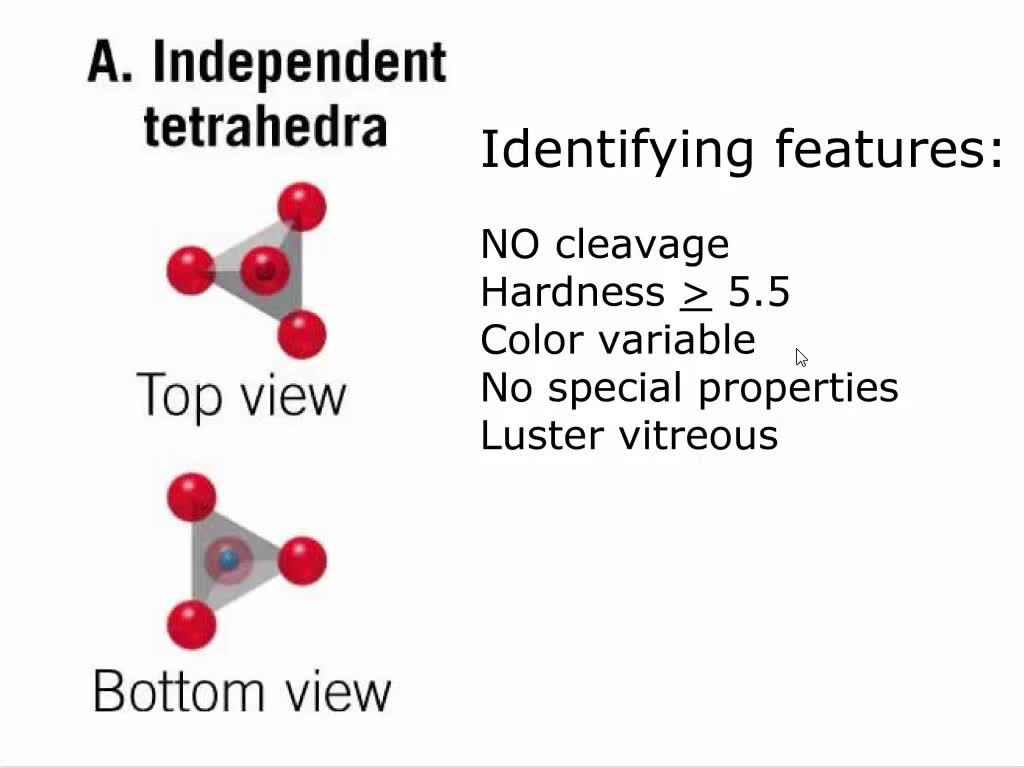 A. Independent
tetrahedra
Identifying features:
NO cleavage
Hardness ≥ 5.5
Color variable
No special properties
Luster vitreous
Top view
Bottom view